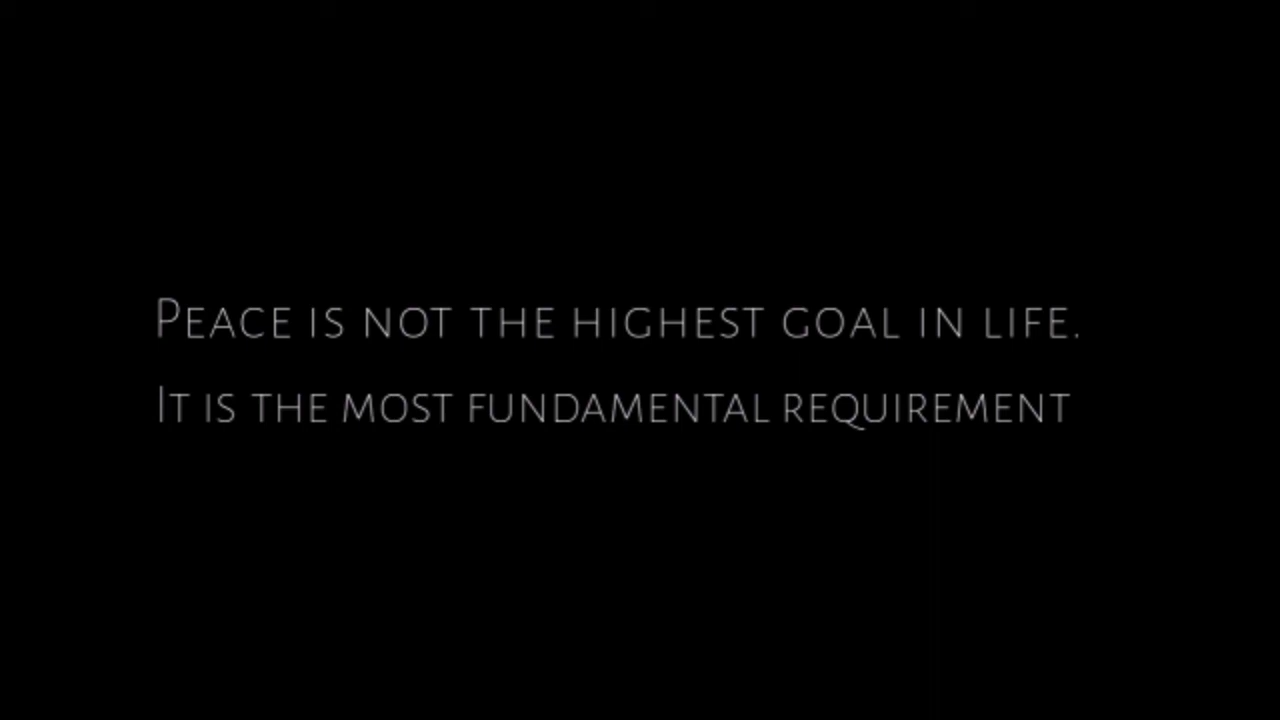 Peace is not the highest goal in life.
It is the most fundamental requirement